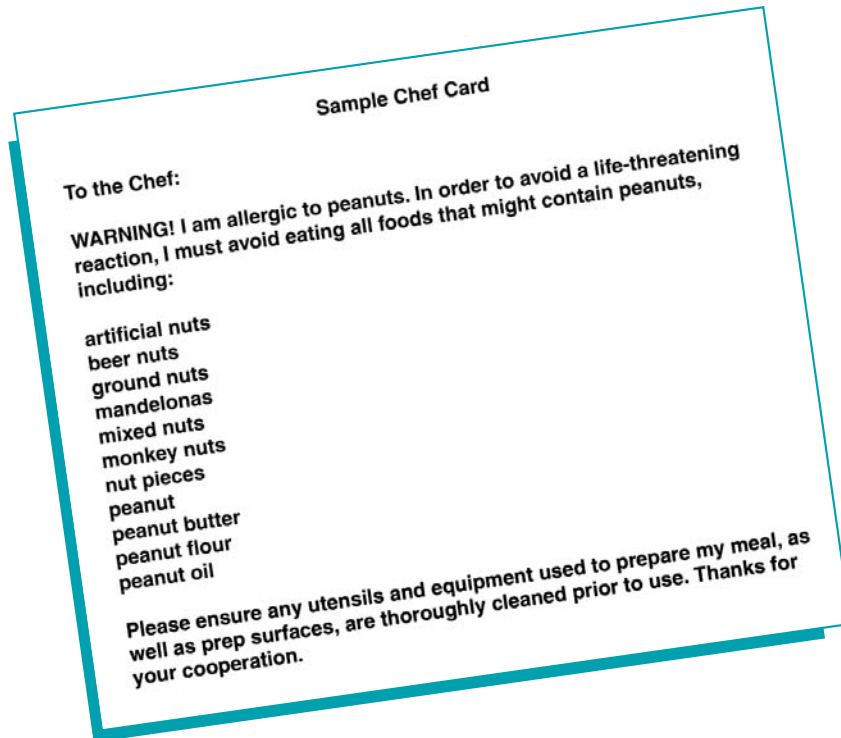 Sample Chef Card
To the Chef:
WARNING! I am allergic to peanuts. In order to avoid a life-threatening
reaction, I must avoid eating all foods that might contain peanuts,
including:
artificial nuts
beer nuts
ground nuts
mandelonas
mixed nuts
monkey nuts
nut pieces
peanut
peanut butter
peanut flour
peanut oil
Please ensure any utensils and equipment used to prepare my meal, as
well as prep surfaces, are thoroughly cleaned prior to use. Thanks for
your cooperation.